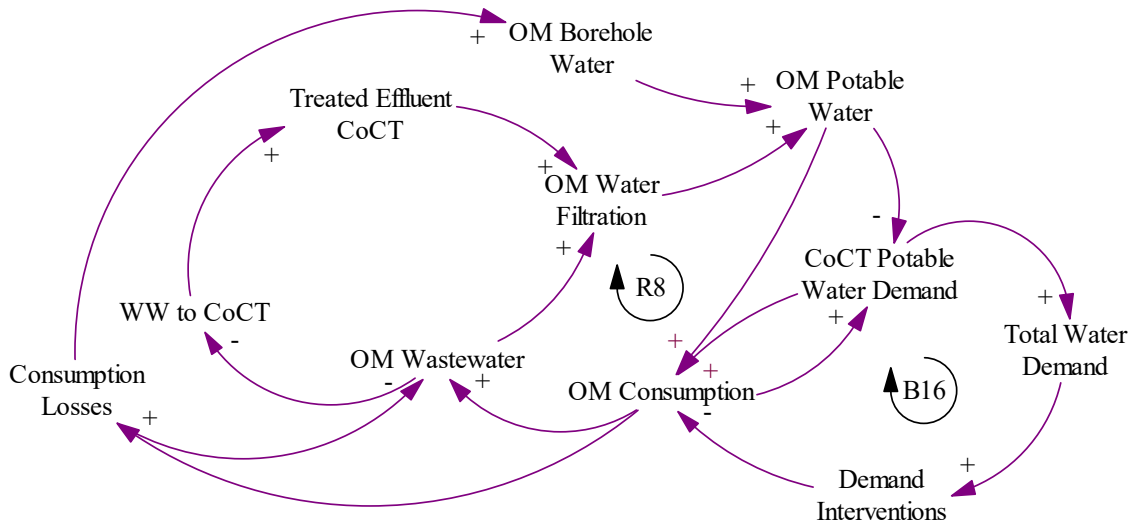 OM Borehole
Water
+
OM Potable
Water
+
+
Treated Effluent
CoCT
+
+
OM Water
Filtration
+
-
CoCT Potable
Water Demand
+
R8
WW to CoCT
-
+
Total Water
Demand
OM Wastewater
-
+
+
+
-
OM Consumption
B16
Consumption
Losses
+
+
Demand
Interventions